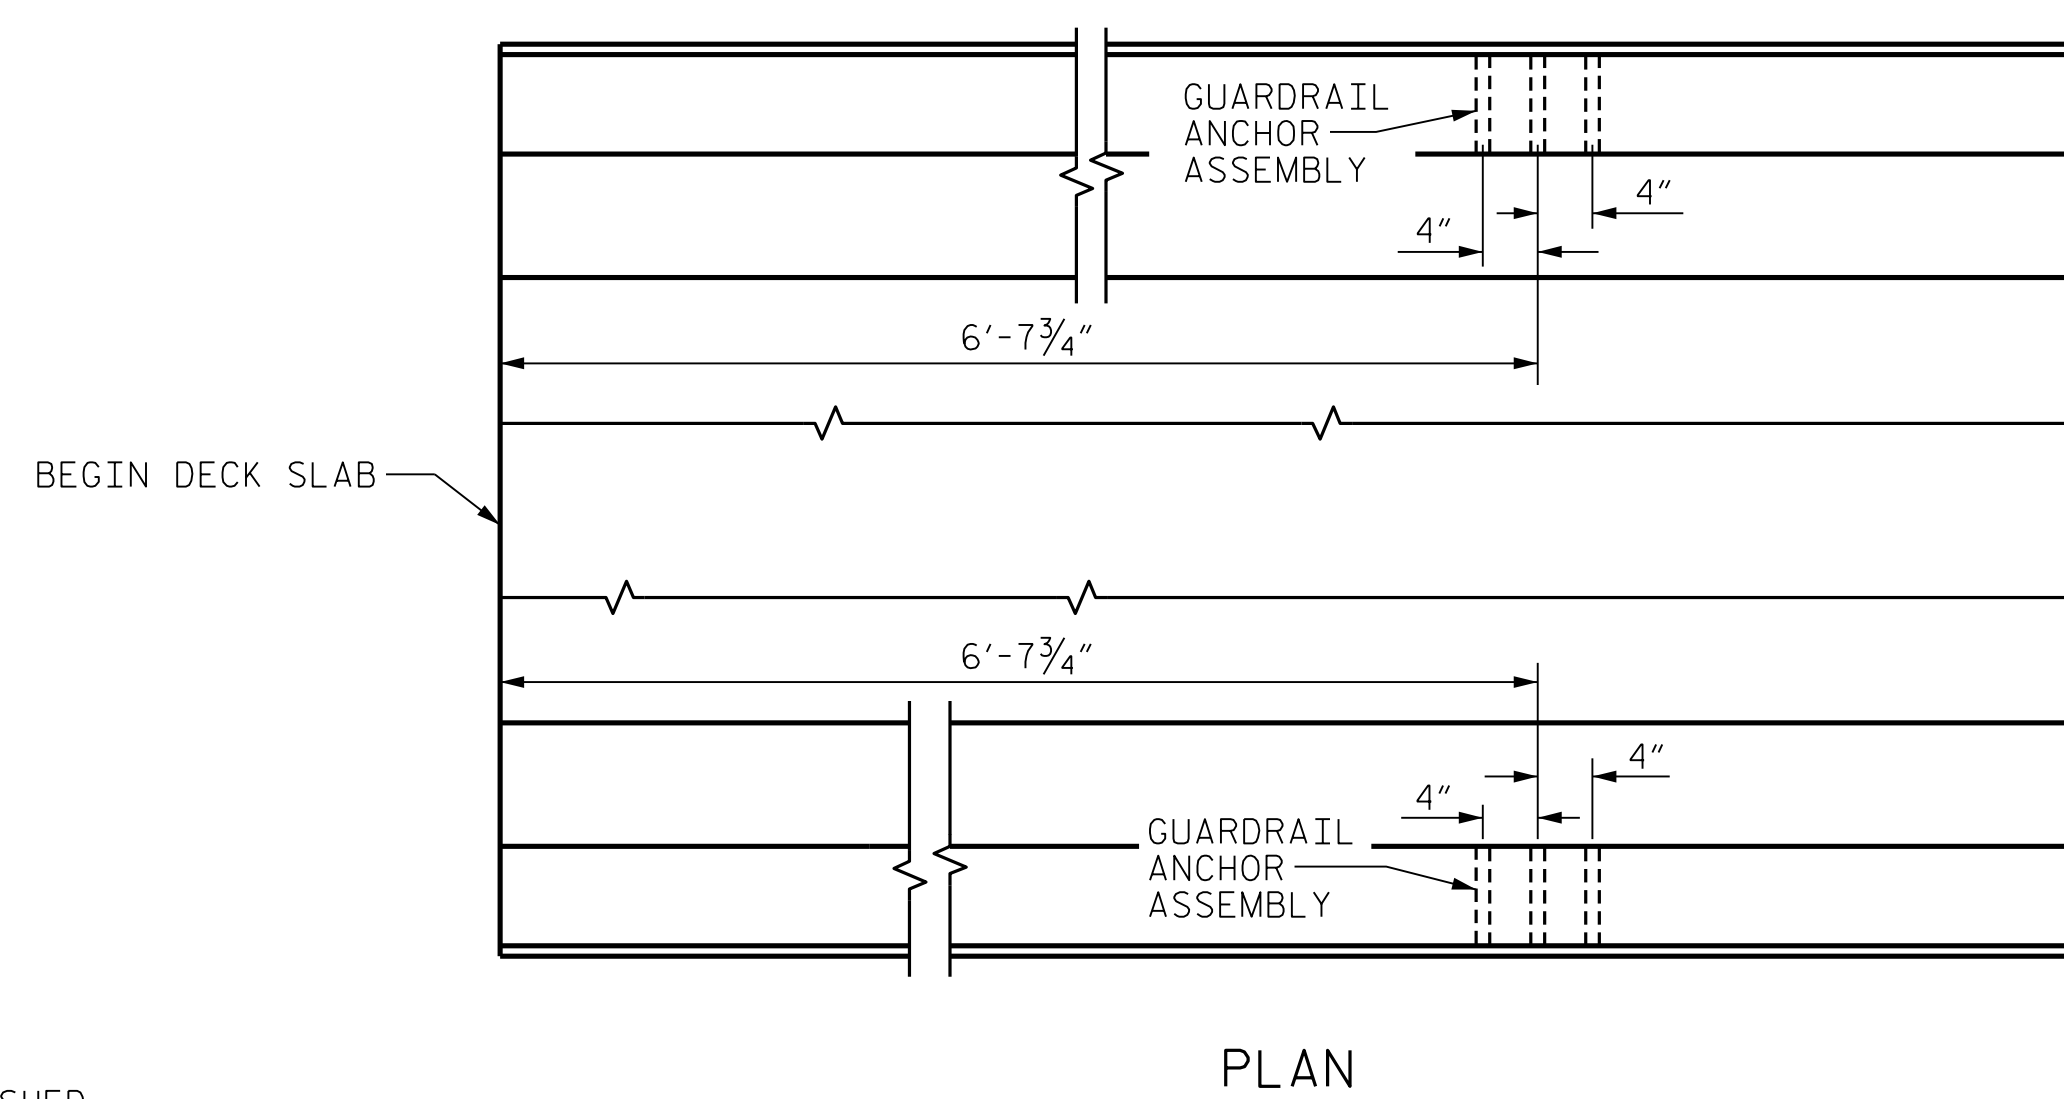 GUARDRAIL
ANCHOR
ASSEMBLY
4"
4"
6'-7¾"
BEGIN DECK SLAB
6'-7¾"
4"
4"
GUARDRAIL
ANCHOR
ASSEMBLY
PLAN